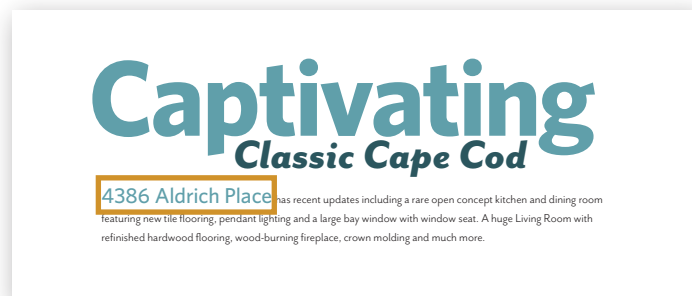 Captivating
Classic Cape Cod
4386 Aldrich Place has recent updates including a rare open concept kitchen and dining room
featuring new tile flooring, pendant lighting and a large bay window with window seat. A huge Living Room with
refinished hardwood flooring, wood-burning fireplace, crown molding and much more.